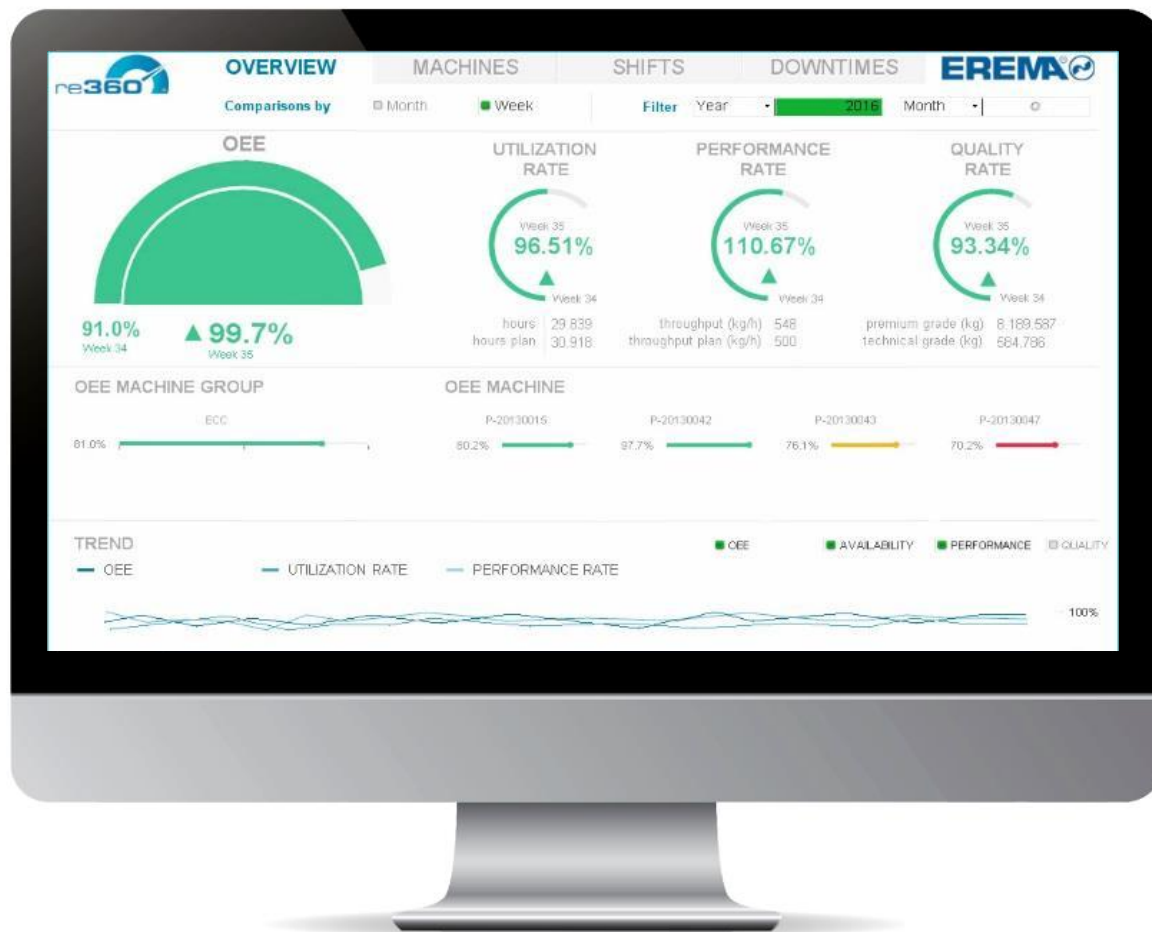 re360
OVERVIEW MACHINES SHIFTS DOWNTIMES EREMA
Comparisons by Month Week Filter Year 2016 Month
OEE
UTILIZATION RATE
PERFORMANCE RATE
QUALITY RATE
Week 35
96.51%
Week 34
Week 35
110.67%
Week 34
Week 35
93.34%
Week 34
91.0%
Week 34
99.7%
Week 35
hours 29.839
hours plan 30.918
throughput (kg/h) 548
throughput plan (kg/h) 500
premium grade (kg) 8.189.587
technical grade (kg) 584.786
OEE MACHINE GROUP
ECC
81.0%
OEE MACHINE
P-20130015 P-20130042 P-20130043 P-20130047
80.2% 97.7% 76.1% 70.2%
TREND
OEE AVAILABILITY PERFORMANCE QUALITY
OEE UTILIZATION RATE PERFORMANCE RATE
100%